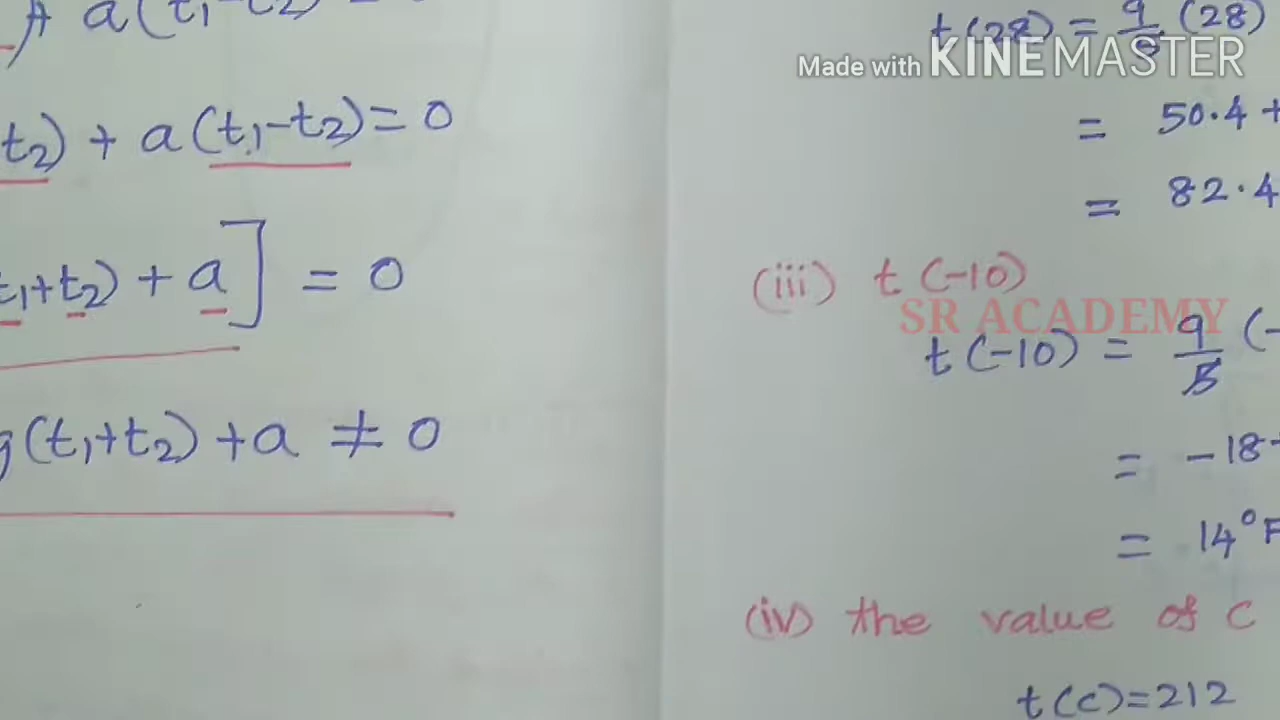 + a(t₁-t₂)
t₂) + a(t₁-t₂)=0
t₁+t₂) + a] = 0
g(t₁+t₂)+a ≠ 0
t(28) = 9/5 (28)
= 50.4 +
= 82.4
(iii) t(-10)
t(-10) = 9/5 (-
= -18+
= 14°F
(iv) the value of c
t(c)=212
Made with KINEMASTER
SR ACADEMY